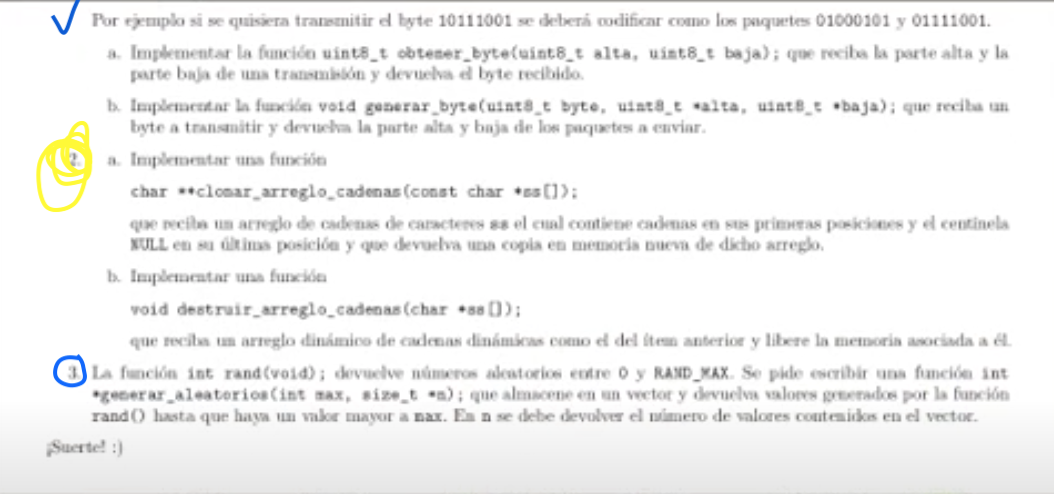 Por ejemplo si se quisiera transmitir el byte 10111001 se deberá codificar como los paquetes 01000101 y 01111001.
a. Implementar la función uint8_t obtener_byte(uint8_t alta, uint8_t baja); que reciba la parte alta y la
parte baja de una transmisión y devuelva el byte recibido.
b. Implementar la función void generar_byte(uint8_t byte, uint8_t *alta, uint8_t *baja); que reciba un
byte a transmitir y devuelva la parte alta y baja de los paquetes a enviar.
2. a. Implementar una función
char **clonar_arreglo_cadenas(const char *ss[]);
que reciba un arreglo de cadenas de caracteres ss el cual contiene cadenas en sus primeras posiciones y el centinela
NULL en su última posición y que devuelva una copia en memoria nueva de dicho arreglo.
b. Implementar una función
void destruir_arreglo_cadenas(char *ss[]);
que reciba un arreglo dinámico de cadenas dinámicas como el del ítem anterior y libere la memoria asociada a él.
3. La función int rand(void); devuelve números aleatorios entre 0 y RAND_MAX. Se pide escribir una función int
*generar_aleatorios(int max, size_t *n); que almacene en un vector y devuelva valores generados por la función
rand() hasta que haya un valor mayor a max. En n se debe devolver el número de valores contenidos en el vector.
¡Suerte! :)